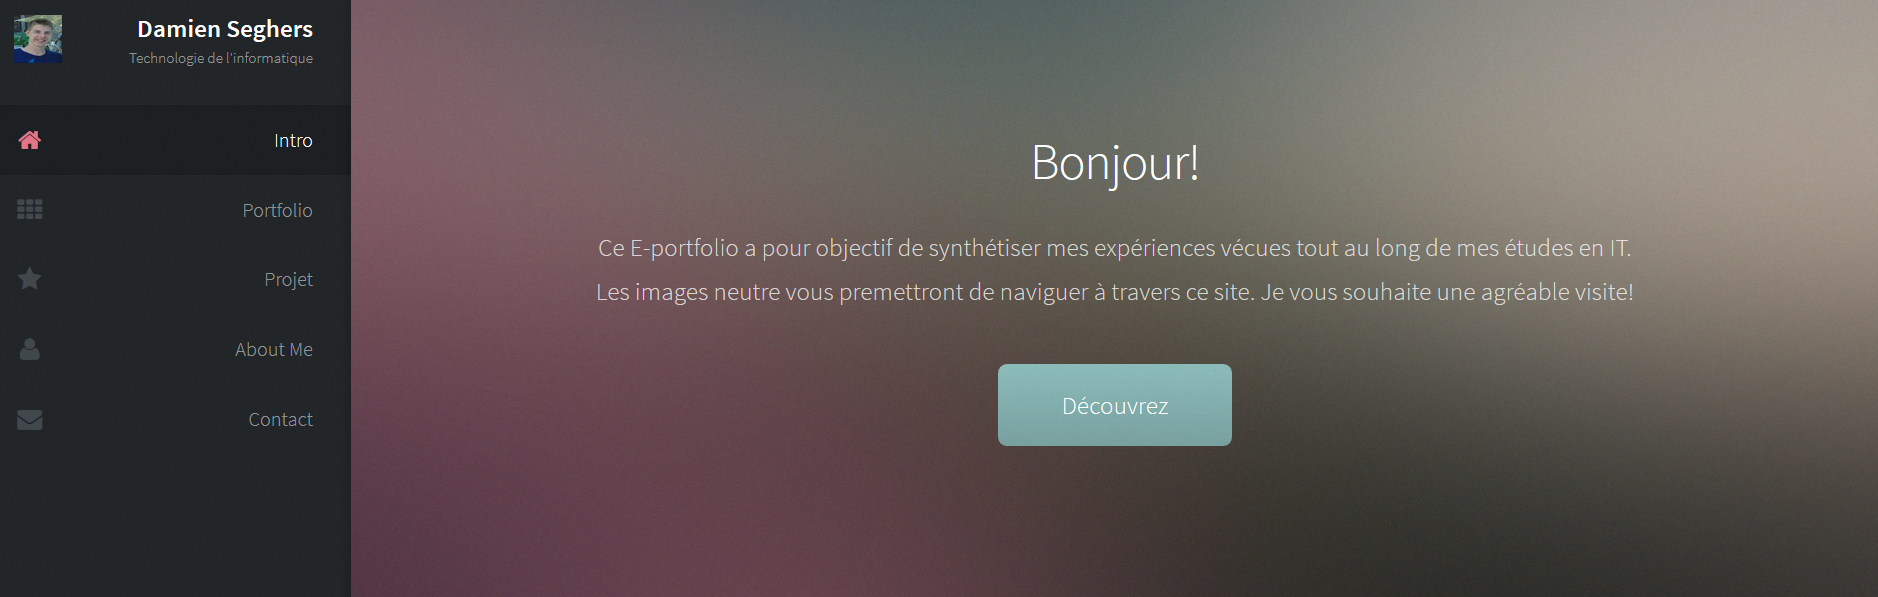 Damien Seghers
Technologie de l'informatique
Intro
Portfolio
Projet
About Me
Contact
Bonjour!
Ce E-portfolio a pour objectif de synthétiser mes expériences vécues tout au long de mes études en IT.
Les images neutre vous premettront de naviguer à travers ce site. Je vous souhaite une agréable visite!
Découvrez